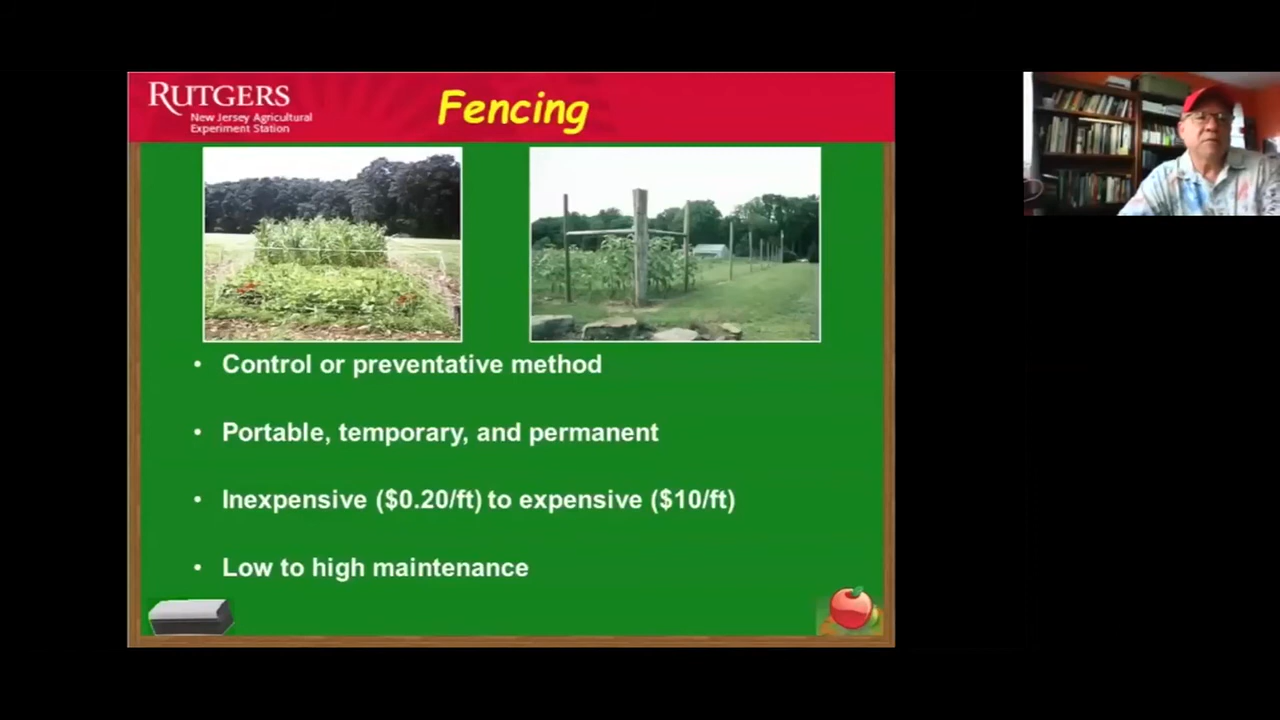 RUTGERS
New Jersey Agricultural
Experiment Station
Fencing
• Control or preventative method
• Portable, temporary, and permanent
• Inexpensive ($0.20/ft) to expensive ($10/ft)
• Low to high maintenance